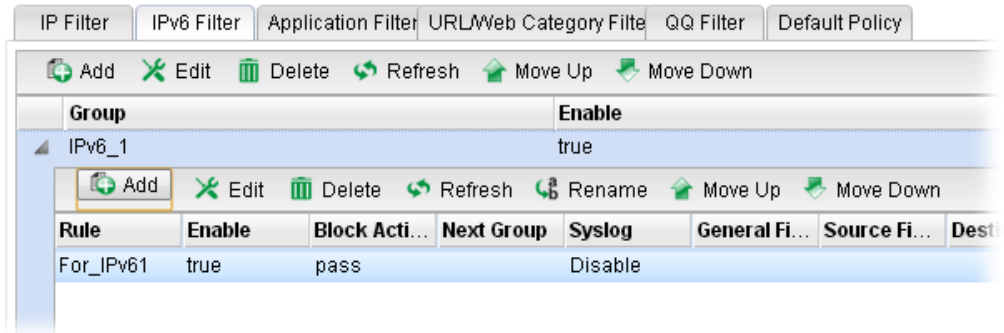 IP Filter IPv6 Filter Application Filter URL/Web Category Filte QQ Filter Default Policy
Add Edit Delete Refresh Move Up Move Down
Group Enable
IPv6_1 true
Add Edit Delete Refresh Rename Move Up Move Down
Rule Enable Block Acti... Next Group Syslog General Fi... Source Fi... Desti
For_IPv61 true pass Disable